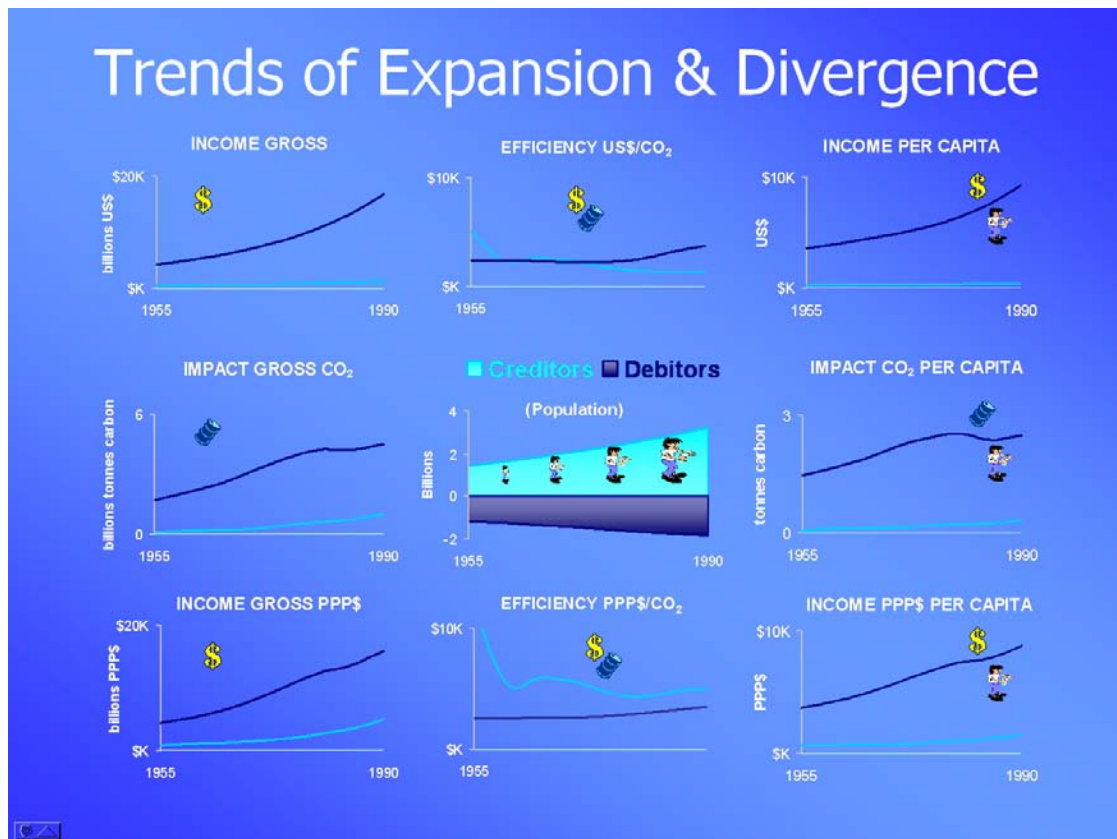 Trends of Expansion & Divergence
INCOME GROSS
$20K
billions US$
$K
1955
1990
EFFICIENCY US$/CO₂
$10K
$K
1955
INCOME PER CAPITA
$10K
US$
$K
1955
1990
IMPACT GROSS CO₂
6
billions tonnes carbon
0
1955
1990
Creditors Debitors
(Population)
4
2
0
-2
Billions
1955
1990
IMPACT CO₂ PER CAPITA
3
tonnes carbon
0
1955
1990
INCOME GROSS PPP$
$20K
billions PPP$
$K
1955
1990
EFFICIENCY PPP$/CO₂
$10K
$K
1955
INCOME PPP$ PER CAPITA
$10K
PPP$
$K
1955
1990